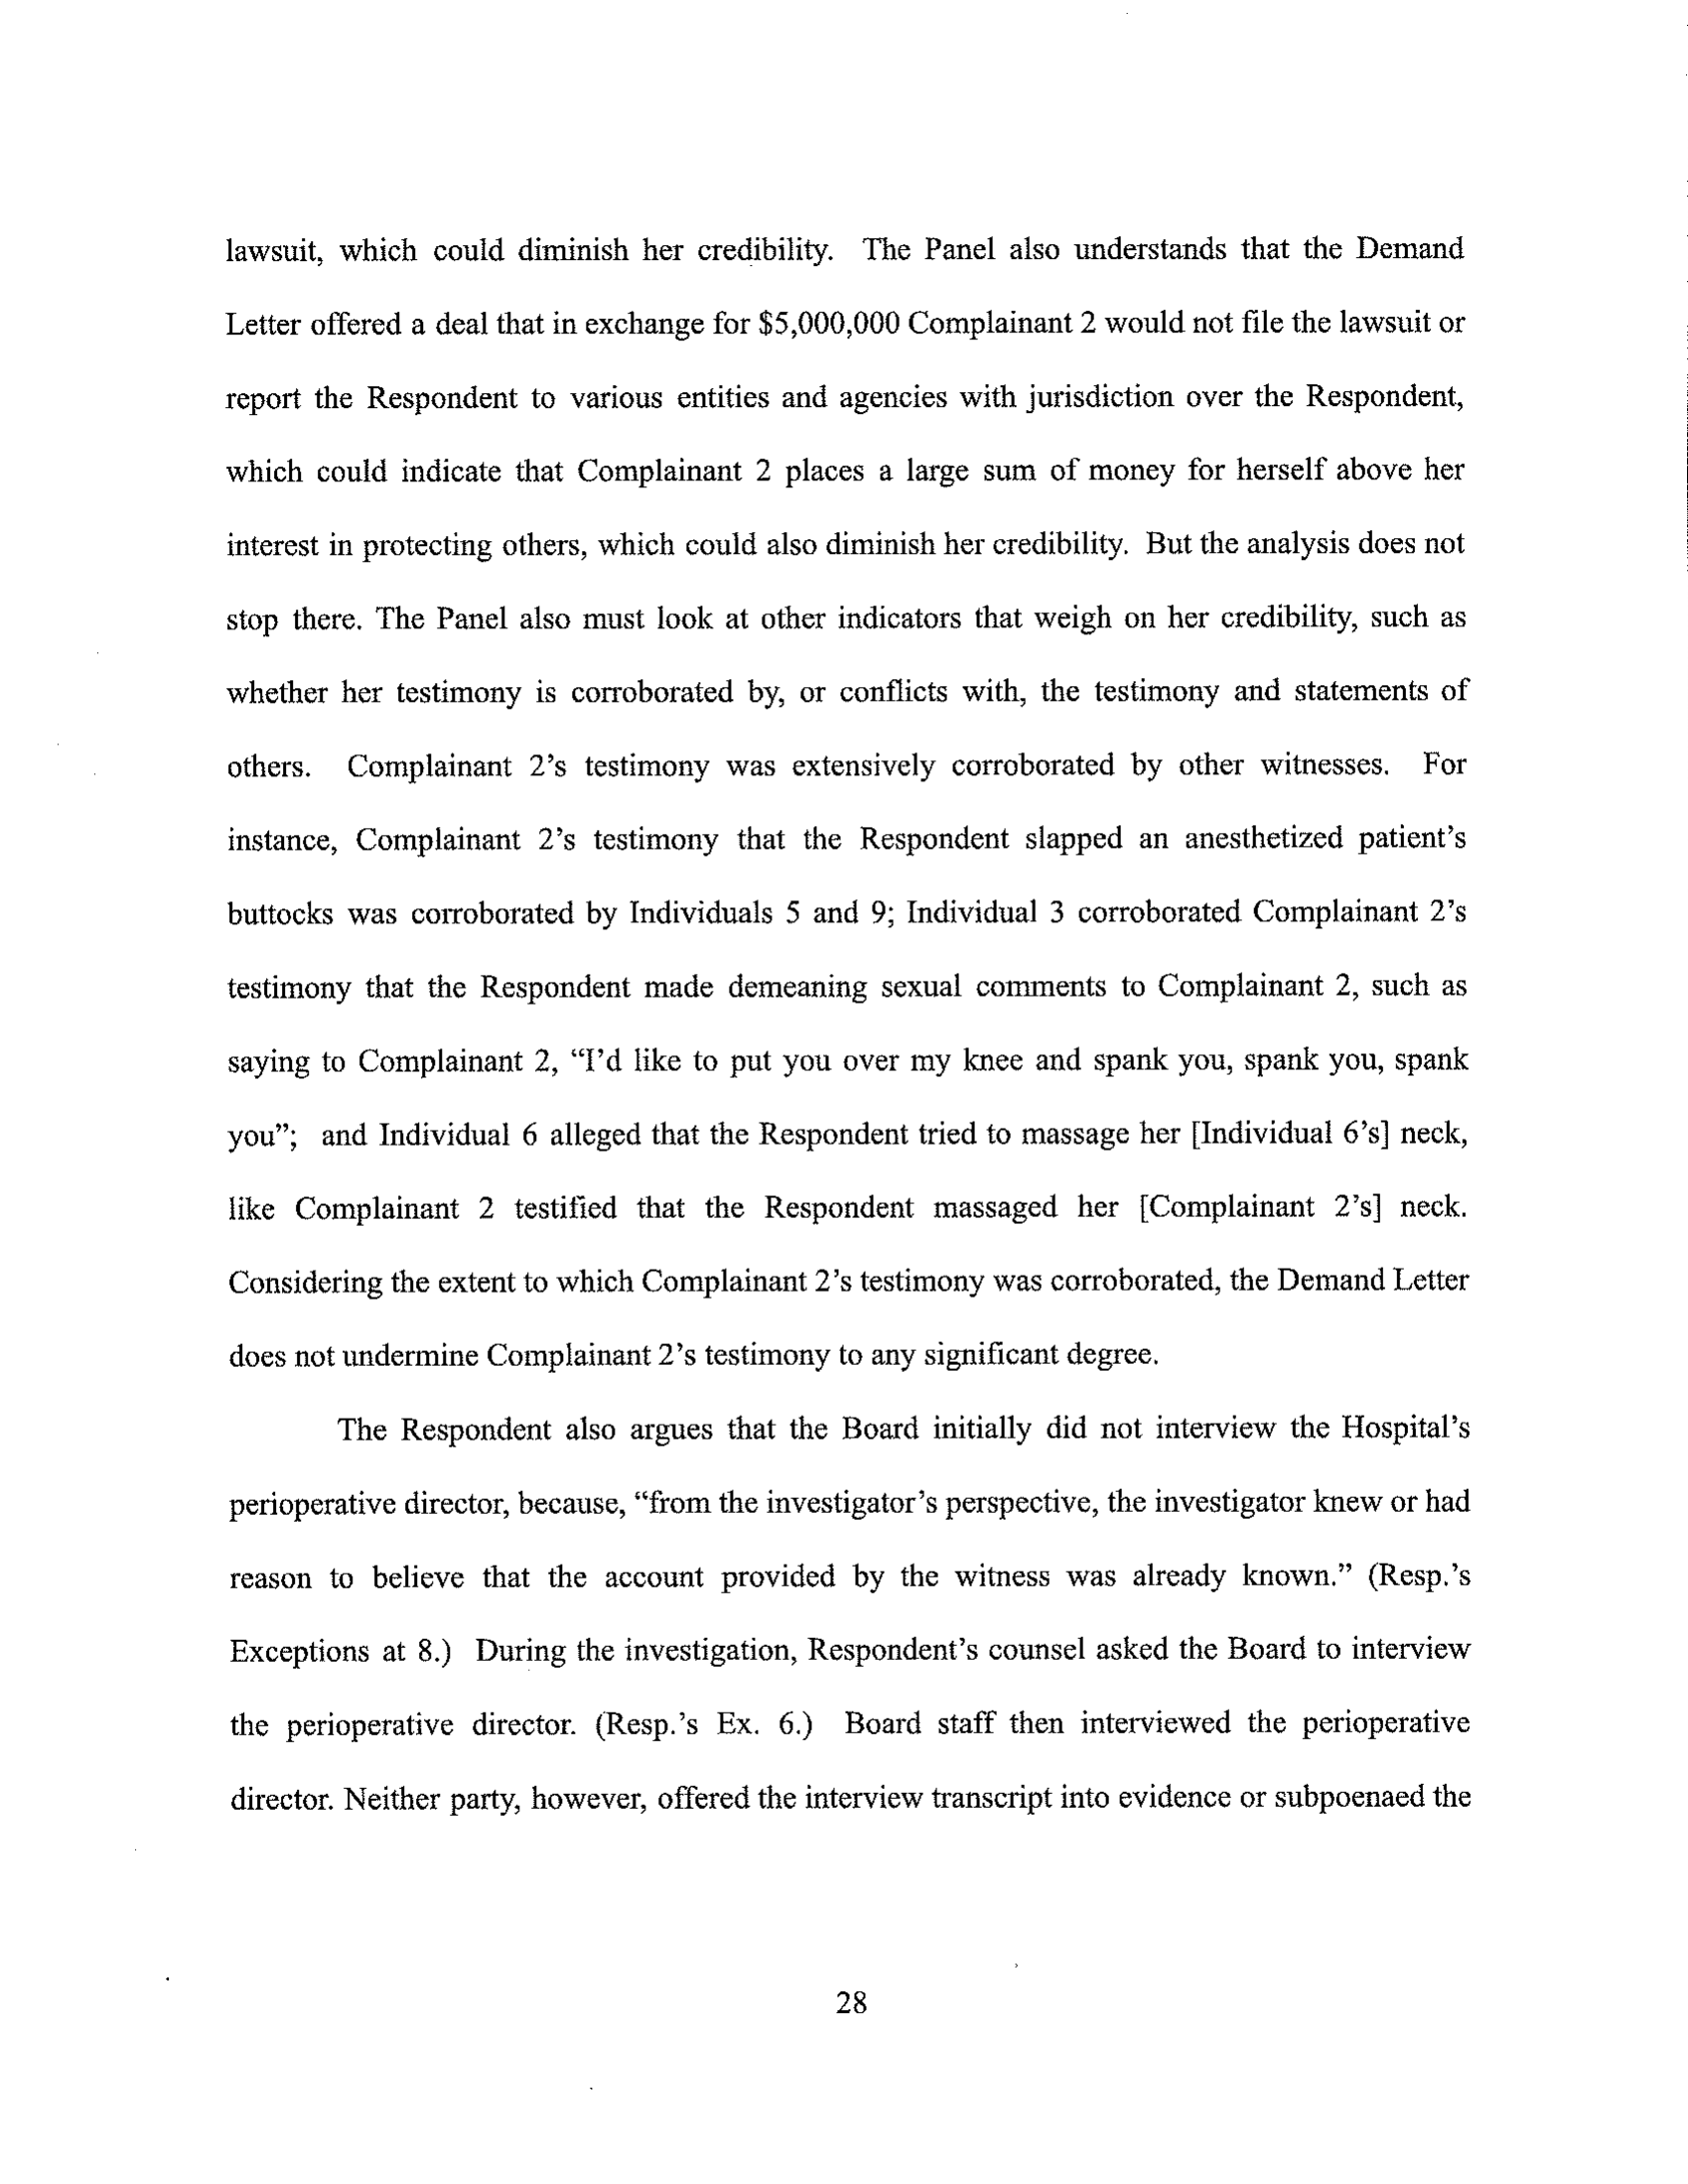 lawsuit, which could diminish her credibility. The Panel also understands that the Demand
Letter offered a deal that in exchange for $5,000,000 Complainant 2 would not file the lawsuit or
report the Respondent to various entities and agencies with jurisdiction over the Respondent,
which could indicate that Complainant 2 places a large sum of money for herself above her
interest in protecting others, which could also diminish her credibility. But the analysis does not
stop there. The Panel also must look at other indicators that weigh on her credibility, such as
whether her testimony is corroborated by, or conflicts with, the testimony and statements of
others. Complainant 2's testimony was extensively corroborated by other witnesses. For
instance, Complainant 2's testimony that the Respondent slapped an anesthetized patient's
buttocks was corroborated by Individuals 5 and 9; Individual 3 corroborated Complainant 2's
testimony that the Respondent made demeaning sexual comments to Complainant 2, such as
saying to Complainant 2, “I'd like to put you over my knee and spank you, spank you, spank
you”; and Individual 6 alleged that the Respondent tried to massage her [Individual 6's] neck,
like Complainant 2 testified that the Respondent massaged her [Complainant 2's] neck.
Considering the extent to which Complainant 2's testimony was corroborated, the Demand Letter
does not undermine Complainant 2's testimony to any significant degree.
The Respondent also argues that the Board initially did not interview the Hospital's
perioperative director, because, “from the investigator's perspective, the investigator knew or had
reason to believe that the account provided by the witness was already known.” (Resp.'s
Exceptions at 8.) During the investigation, Respondent's counsel asked the Board to interview
the perioperative director. (Resp.'s Ex. 6.) Board staff then interviewed the perioperative
director. Neither party, however, offered the interview transcript into evidence or subpoenaed the
28